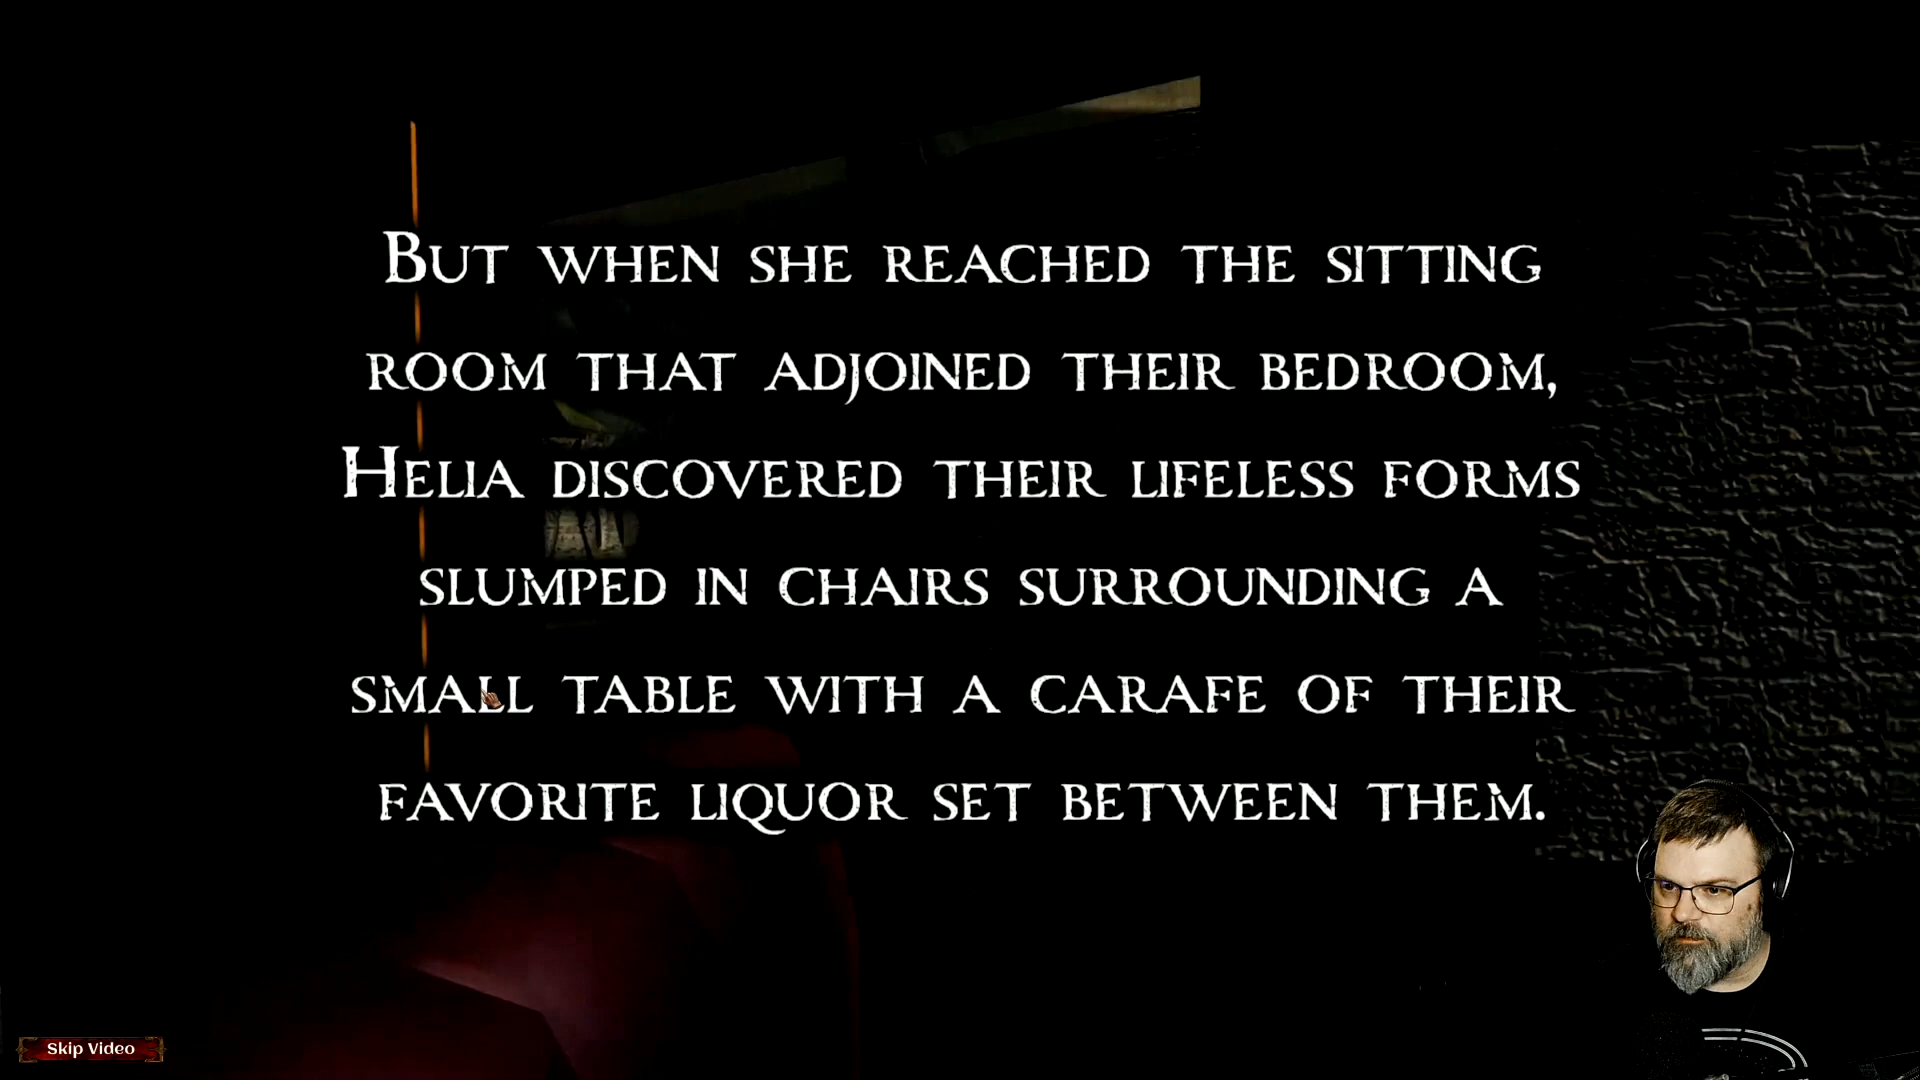 But when she reached the sitting
room that adjoined their bedroom,
Helia discovered their lifeless forms
slumped in chairs surrounding a
small table with a carafe of their
favorite liquor set between them.
Skip Video